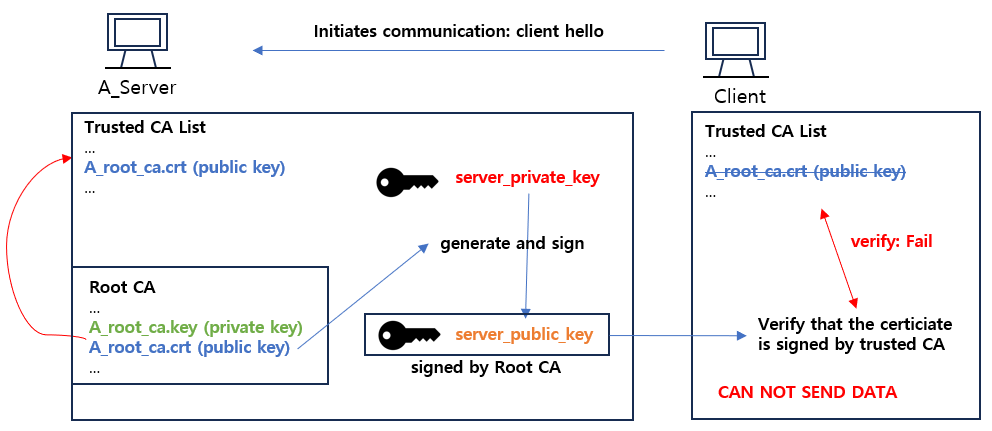 Initiates communication: client hello
A_Server
Client
Trusted CA List
...
A_root_ca.crt (public key)
...
server_private_key
generate and sign
Root CA
...
A_root_ca.key (private key)
A_root_ca.crt (public key)
...
server_public_key
signed by Root CA
Trusted CA List
...
A_root_ca.crt (public key)
...
verify: Fail
Verify that the certiciate
is signed by trusted CA
CAN NOT SEND DATA